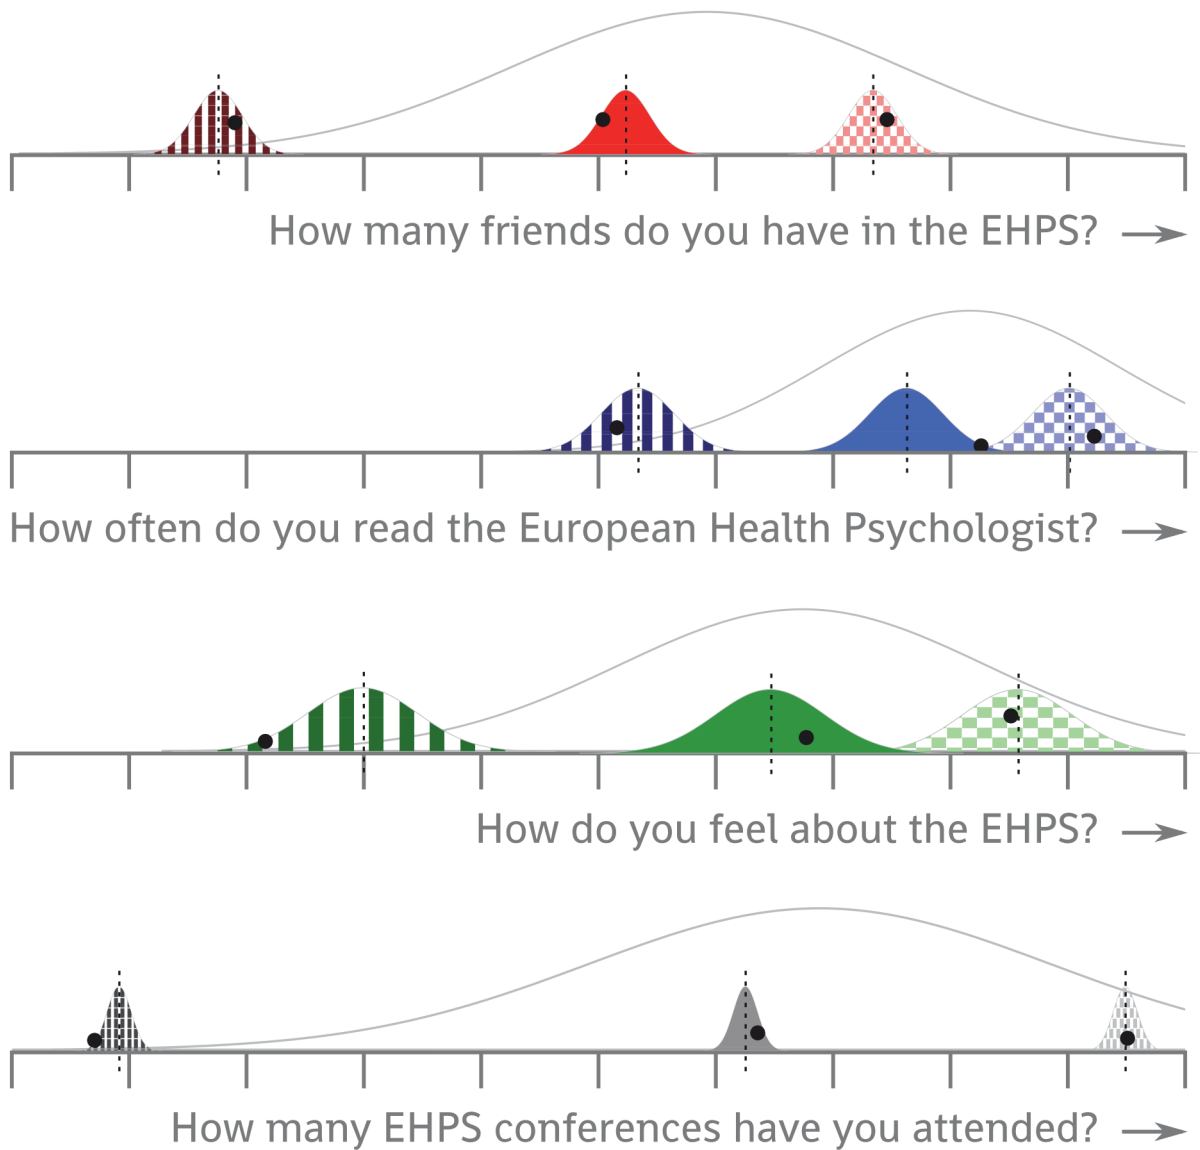 How many friends do you have in the EHPS?
How often do you read the European Health Psychologist?
How do you feel about the EHPS?
How many EHPS conferences have you attended?